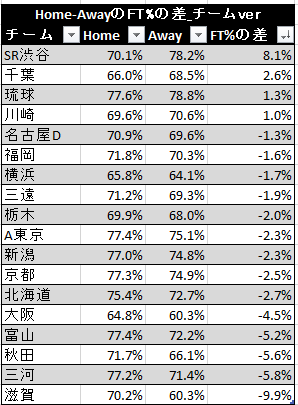 Home-AwayのFT%の差_チームver
チーム Home Away FT%の差
SR渋谷 70.1% 78.2% 8.1%
千葉 66.0% 68.5% 2.6%
琉球 77.6% 78.8% 1.3%
川崎 69.6% 70.6% 1.0%
名古屋D 70.9% 69.6% -1.3%
福岡 71.8% 70.3% -1.6%
横浜 65.8% 64.1% -1.7%
三遠 71.2% 69.3% -1.9%
栃木 69.9% 68.0% -2.0%
A東京 77.4% 75.1% -2.3%
新潟 77.0% 74.8% -2.3%
京都 77.3% 74.9% -2.5%
北海道 75.4% 72.7% -2.7%
大阪 64.8% 60.3% -4.5%
富山 77.4% 72.2% -5.2%
秋田 71.7% 66.1% -5.6%
三河 77.2% 71.4% -5.8%
滋賀 70.2% 60.3% -9.9%